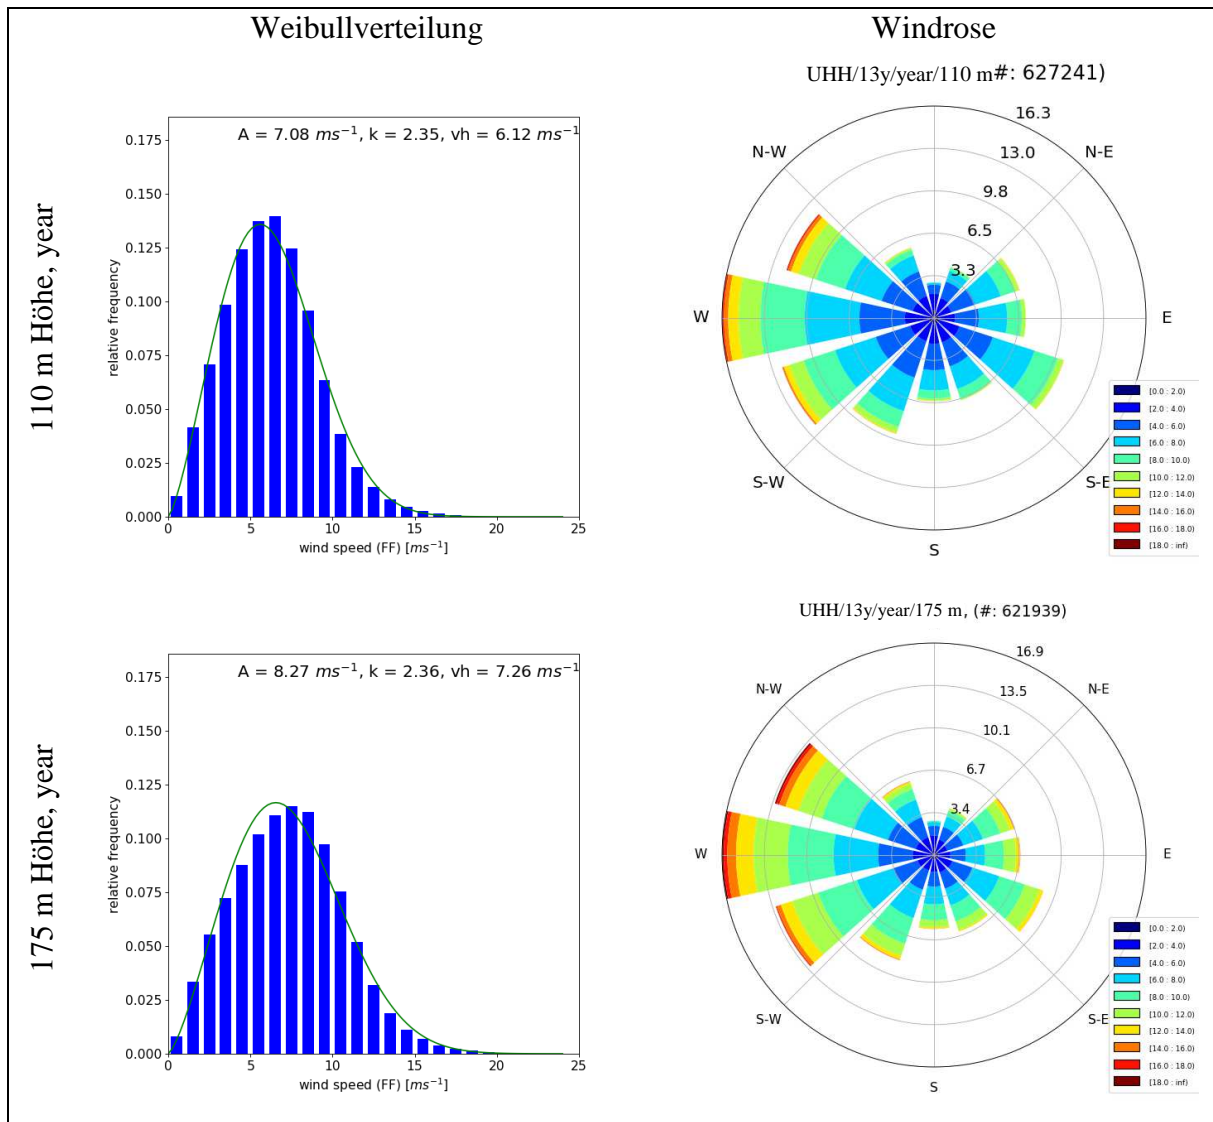 Weibullverteilung
Windrose
110 m Höhe, year
A = 7.08 ms⁻¹, k = 2.35, vh = 6.12 ms⁻¹
0.175
0.150
0.125
0.100
0.075
0.050
0.025
0.000
relative frequency
0 5 10 15 20 25
wind speed (FF) [ms⁻¹]
UHH/13y/year/110 m#: 627241)
16.3
13.0
9.8
6.5
3.3
N-W
N-E
W
E
S-W
S-E
S
[0.0 : 2.0)
[2.0 : 4.0)
[4.0 : 6.0)
[6.0 : 8.0)
[8.0 : 10.0)
[10.0 : 12.0)
[12.0 : 14.0)
[14.0 : 16.0)
[16.0 : 18.0)
[18.0 : inf)
175 m Höhe, year
A = 8.27 ms⁻¹, k = 2.36, vh = 7.26 ms⁻¹
0.175
0.150
0.125
0.100
0.075
0.050
0.025
0.000
relative frequency
0 5 10 15 20 25
wind speed (FF) [ms⁻¹]
UHH/13y/year/175 m, (#: 621939)
16.9
13.5
10.1
6.7
3.4
N-W
N-E
W
E
S-W
S-E
S
[0.0 : 2.0)
[2.0 : 4.0)
[4.0 : 6.0)
[6.0 : 8.0)
[8.0 : 10.0)
[10.0 : 12.0)
[12.0 : 14.0)
[14.0 : 16.0)
[16.0 : 18.0)
[18.0 : inf)